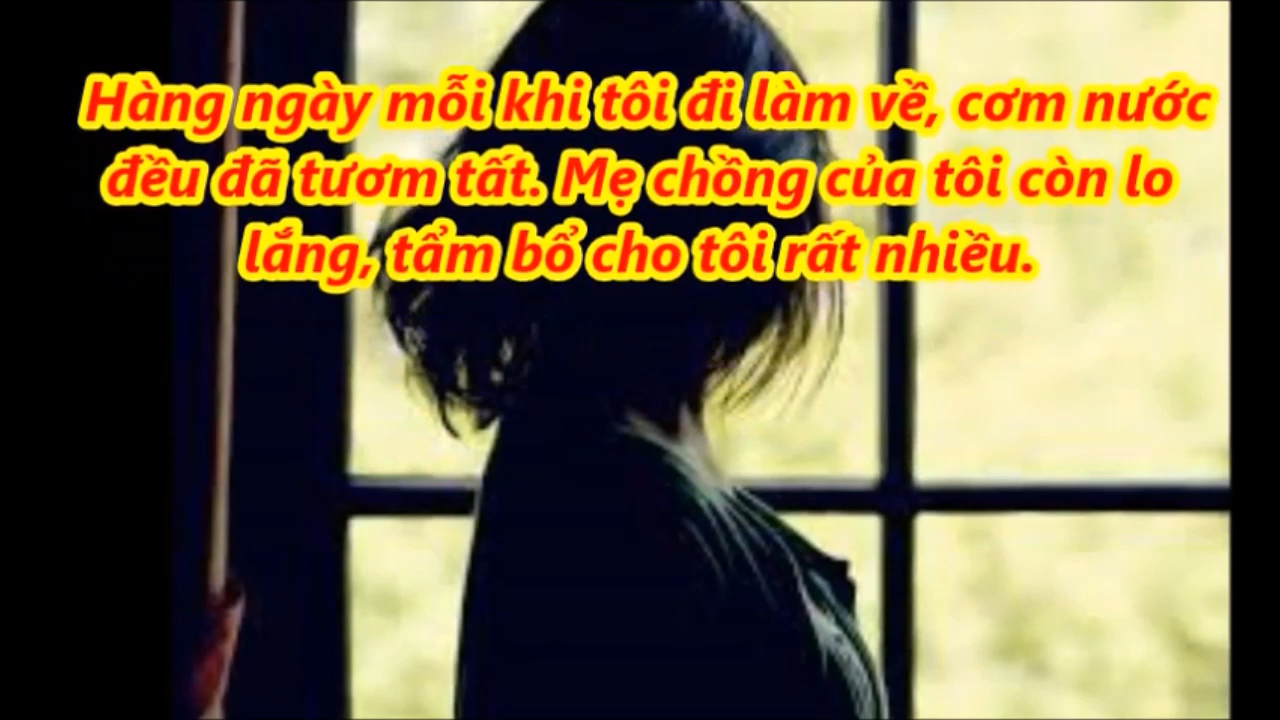 Hàng ngày mỗi khi tôi đi làm về, cơm nước
đều đã tươm tất. Mẹ chồng của tôi còn lo
lắng, tẩm bổ cho tôi rất nhiều.